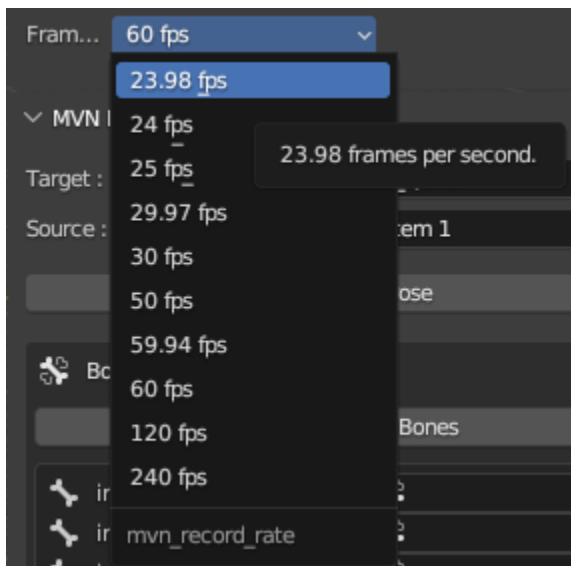 Fram... 60 fps
23.98 fps
MVN
24 fps
23.98 frames per second.
25 fps
Target :
29.97 fps
Source :
tem 1
30 fps
50 fps
ose
59.94 fps
Bo
60 fps
120 fps
Bones
240 fps
in
in
mvn_record_rate